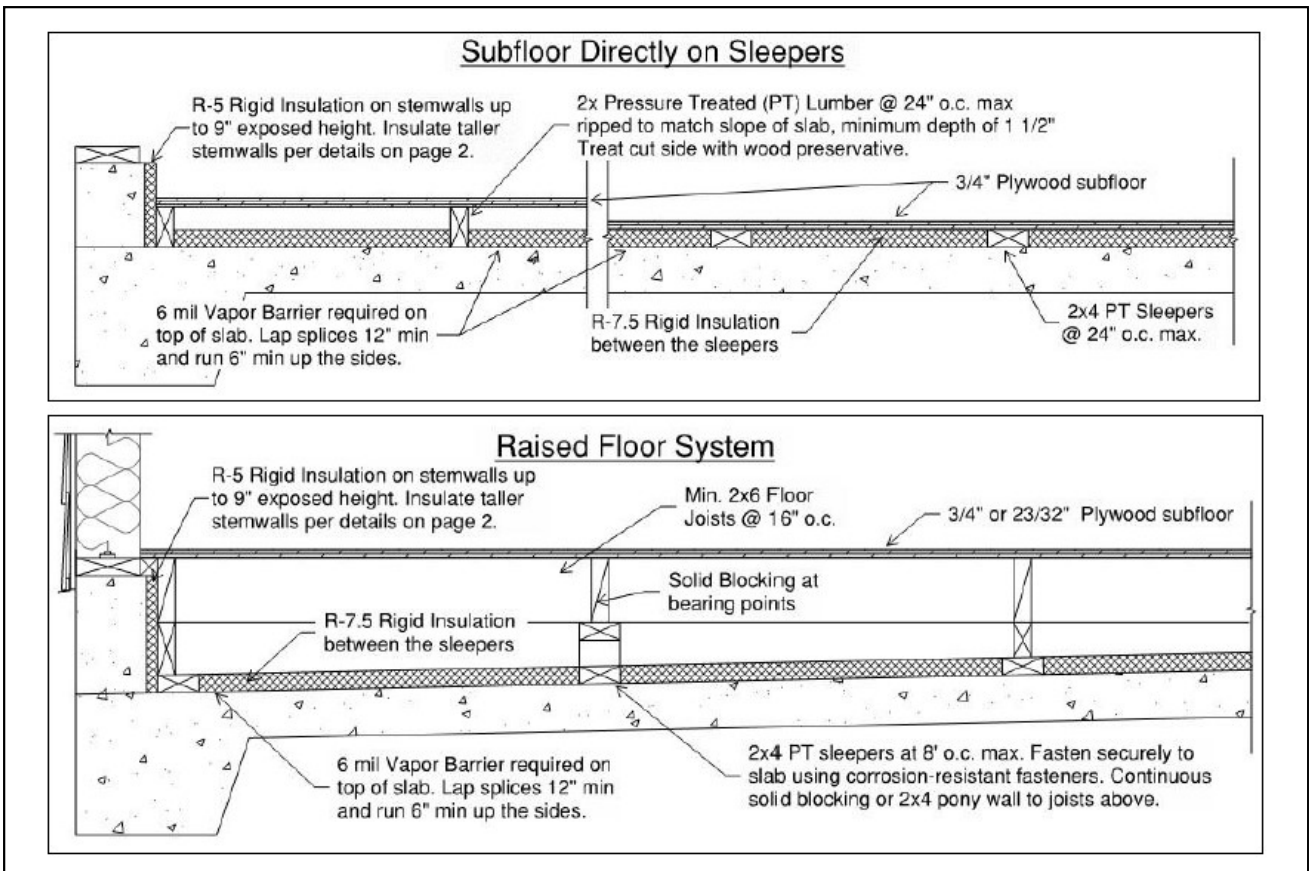 Subfloor Directly on Sleepers
R-5 Rigid Insulation on stemwalls up
to 9" exposed height. Insulate taller
stemwalls per details on page 2.
2x Pressure Treated (PT) Lumber @ 24" o.c. max
ripped to match slope of slab, minimum depth of 1 1/2"
Treat cut side with wood preservative.
3/4" Plywood subfloor
6 mil Vapor Barrier required on
top of slab. Lap splices 12" min
and run 6" min up the sides.
R-7.5 Rigid Insulation
between the sleepers
2x4 PT Sleepers
@ 24" o.c. max.
Raised Floor System
R-5 Rigid Insulation on stemwalls up
to 9" exposed height. Insulate taller
stemwalls per details on page 2.
Min. 2x6 Floor
Joists @ 16" o.c.
3/4" or 23/32" Plywood subfloor
Solid Blocking at
bearing points
R-7.5 Rigid Insulation
between the sleepers
6 mil Vapor Barrier required on
top of slab. Lap splices 12" min
and run 6" min up the sides.
2x4 PT sleepers at 8' o.c. max. Fasten securely to
slab using corrosion-resistant fasteners. Continuous
solid blocking or 2x4 pony wall to joists above.